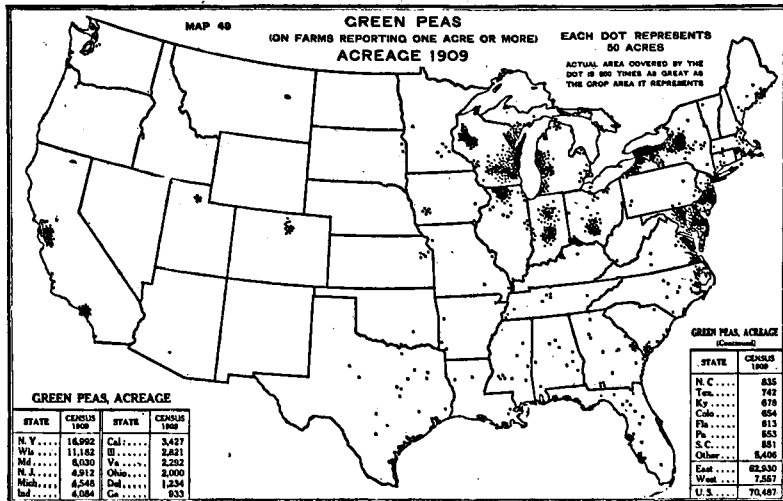 MAP 49
GREEN PEAS
(ON FARMS REPORTING ONE ACRE OR MORE)
ACREAGE 1909
EACH DOT REPRESENTS
50 ACRES
ACTUAL AREA COVERED BY THE
DOT IS TIMES AS GREAT AS
THE CROP AREA IT REPRESENTS
GREEN PEAS, ACREAGE
STATE CENSUS 1909 STATE CENSUS 1909
N. Y. .... 16,992 Cal. .... 3,427
Wis. .... 11,182 Ill. .... 2,821
Md. .... 6,030 Va. .... 2,292
N. J. .... 4,912 Ohio .... 2,000
Mich. .... 4,548 Del. .... 1,234
Ind. .... 4,084 Ga. .... 933
GREEN PEAS, ACREAGE
(Continued)
STATE CENSUS 1909
N. C. .... 835
Tex. .... 742
Ky. .... 678
Colo. .... 654
Fla. .... 613
Pa. .... 553
S. C. .... 551
Other .... 5,406
East .... 62,930
West .... 7,557
U. S. .... 70,487